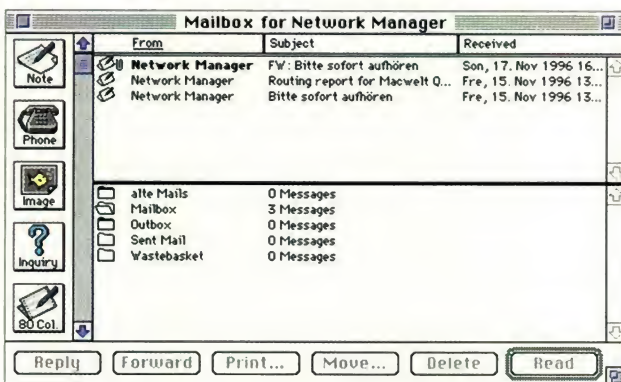 Mailbox for Network Manager
From Subject Received
Network Manager FW: Bitte sofort aufhören Son, 17. Nov 1996 16...
Network Manager Routing report for Macwelt Q... Fre, 15. Nov 1996 13...
Network Manager Bitte sofort aufhören Fre, 15. Nov 1996 13...
Note
Phone
Image
Inquiry
80 Col.
alte Mails 0 Messages
Mailbox 3 Messages
Outbox 0 Messages
Sent Mail 0 Messages
Wastebasket 0 Messages
Reply Forward Print... Move... Delete Read